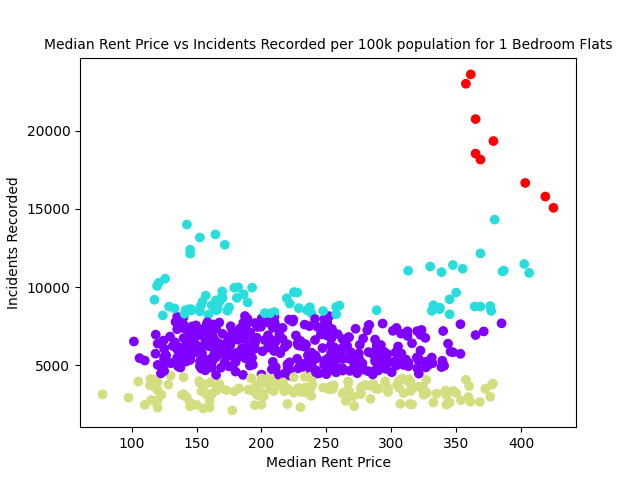 Median Rent Price vs Incidents Recorded per 100k population for 1 Bedroom Flats
Incidents Recorded
20000
15000
10000
5000
100 150 200 250 300 350 400
Median Rent Price